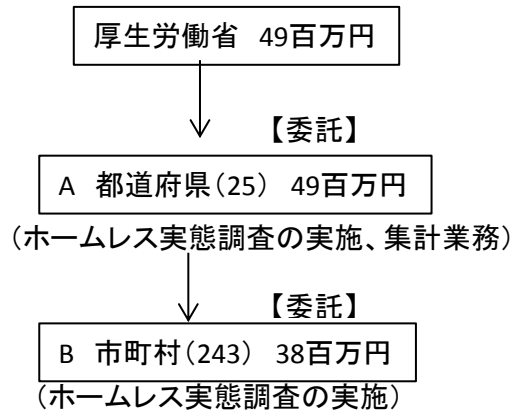 厚生労働省 49百万円
【委託】
A 都道府県(25) 49百万円
(ホームレス実態調査の実施、集計業務)
【委託】
B 市町村(243) 38百万円
(ホームレス実態調査の実施)